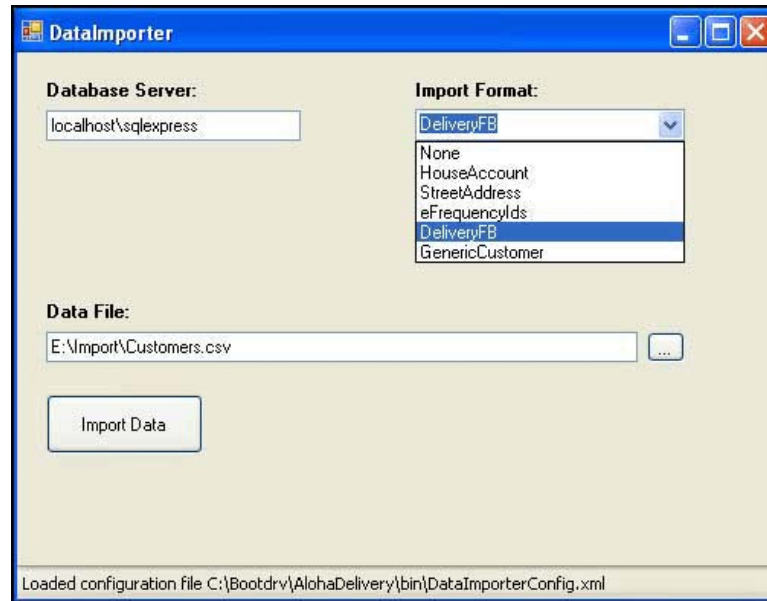 DataImporter
Database Server:
localhost\sqlexpress
Import Format:
DeliveryFB
None
HouseAccount
StreetAddress
eFrequencyIds
DeliveryFB
GenericCustomer
Data File:
E:\Import\Customers.csv
...
Import Data
Loaded configuration file C:\Bootdrv\AlohaDelivery\bin\DataImporterConfig.xml